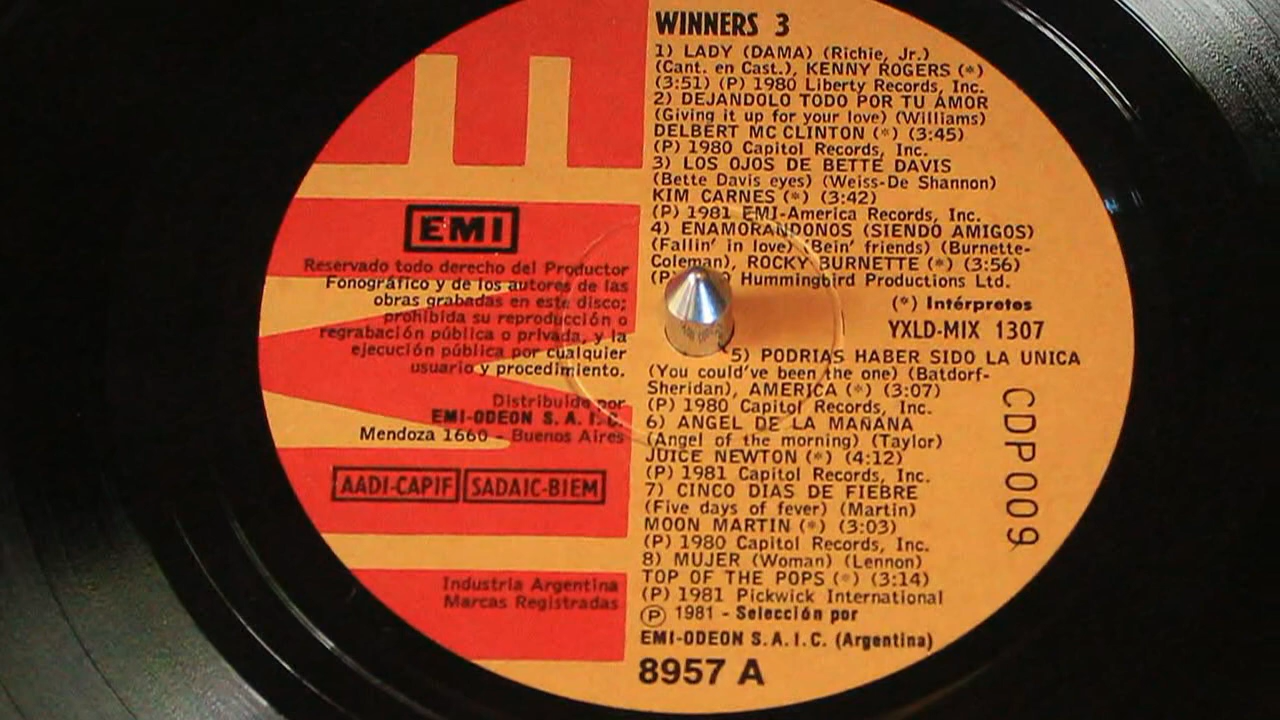 WINNERS 3
1) LADY (DAMA) (Richie, Jr.)
(Cant. en Cast.), KENNY ROGERS (*)
(3:51) (P) 1980 Liberty Records, Inc.
2) DEJANDOLO TODO POR TU AMOR
(Giving it up for your love) (Williams)
DELBERT MC CLINTON (*) (3:45)
(P) 1980 Capitol Records, Inc.
3) LOS OJOS DE BETTE DAVIS
(Bette Davis eyes) (Weiss-De Shannon)
KIM CARNES (*) (3:42)
(P) 1981 EMI-America Records, Inc.
4) ENAMORANDONOS (SIENDO AMIGOS)
(Fallin' in love) (Bein' friends) (Burnette-
Coleman), ROCKY BURNETTE (*) (3:56)
Hummingbird Productions Ltd.
(*) Intérpretes
YXLD-MIX 1307
5) PODRIAS HABER SIDO LA UNICA
(You could've been the one) (Batdorf-
Sheridan), AMERICA (*) (3:07)
(P) 1980 Capitol Records, Inc.
6) ANGEL DE LA MAÑANA
(Angel of the morning) (Taylor)
JUICE NEWTON (*) (4:12)
(P) 1981 Capitol Records, Inc.
7) CINCO DIAS DE FIEBRE
(Five days of fever) (Martin)
MOON MARTIN (*) (3:03)
(P) 1980 Capitol Records, Inc.
8) MUJER (Woman) (Lennon)
TOP OF THE POPS (*) (3:14)
(P) 1981 Pickwick International
Ⓟ 1981 - Selección por
EMI-ODEON S.A.I.C. (Argentina)
8957 A
CDP009
EMI
Reservado todo derecho del Productor
Fonográfico y de los autores de las
obras grabadas en este disco;
prohibida su reproducción o
regrabación pública o privada, y la
ejecución pública por cualquier
usuario y procedimiento.
Distribuido por
EMI-ODEON S.A.I.C.
Mendoza 1660 - Buenos Aires
AADI-CAPIF SADAIC-BIEM
Industria Argentina
Marcas Registradas